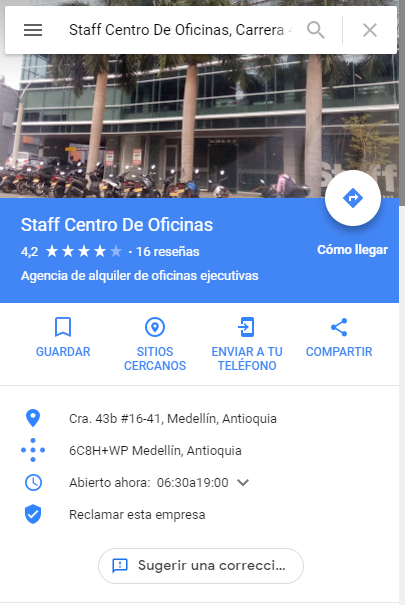 Staff Centro De Oficinas, Carrera 4
Staff
Staff Centro De Oficinas
4,2 ★★★★★ · 16 reseñas
Cómo llegar
Agencia de alquiler de oficinas ejecutivas
GUARDAR
SITIOS CERCANOS
ENVIAR A TU TELÉFONO
COMPARTIR
Cra. 43b #16-41, Medellín, Antioquia
6C8H+WP Medellín, Antioquia
Abierto ahora: 06:30a19:00
Reclamar esta empresa
Sugerir una correcci...